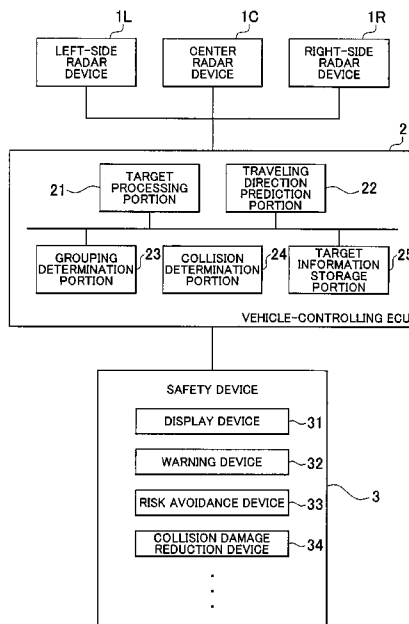 1L
1C
1R
LEFT-SIDE
RADAR
DEVICE
CENTER
RADAR
DEVICE
RIGHT-SIDE
RADAR
DEVICE
2
TARGET
PROCESSING
PORTION
21
TRAVELING
DIRECTION
PREDICTION
PORTION
22
GROUPING
DETERMINATION
PORTION
23
COLLISION
DETERMINATION
PORTION
24
TARGET
INFORMATION
STORAGE
PORTION
25
VEHICLE-CONTROLLING ECU
SAFETY DEVICE
DISPLAY DEVICE
31
WARNING DEVICE
32
RISK AVOIDANCE DEVICE
33
3
COLLISION DAMAGE
REDUCTION DEVICE
34